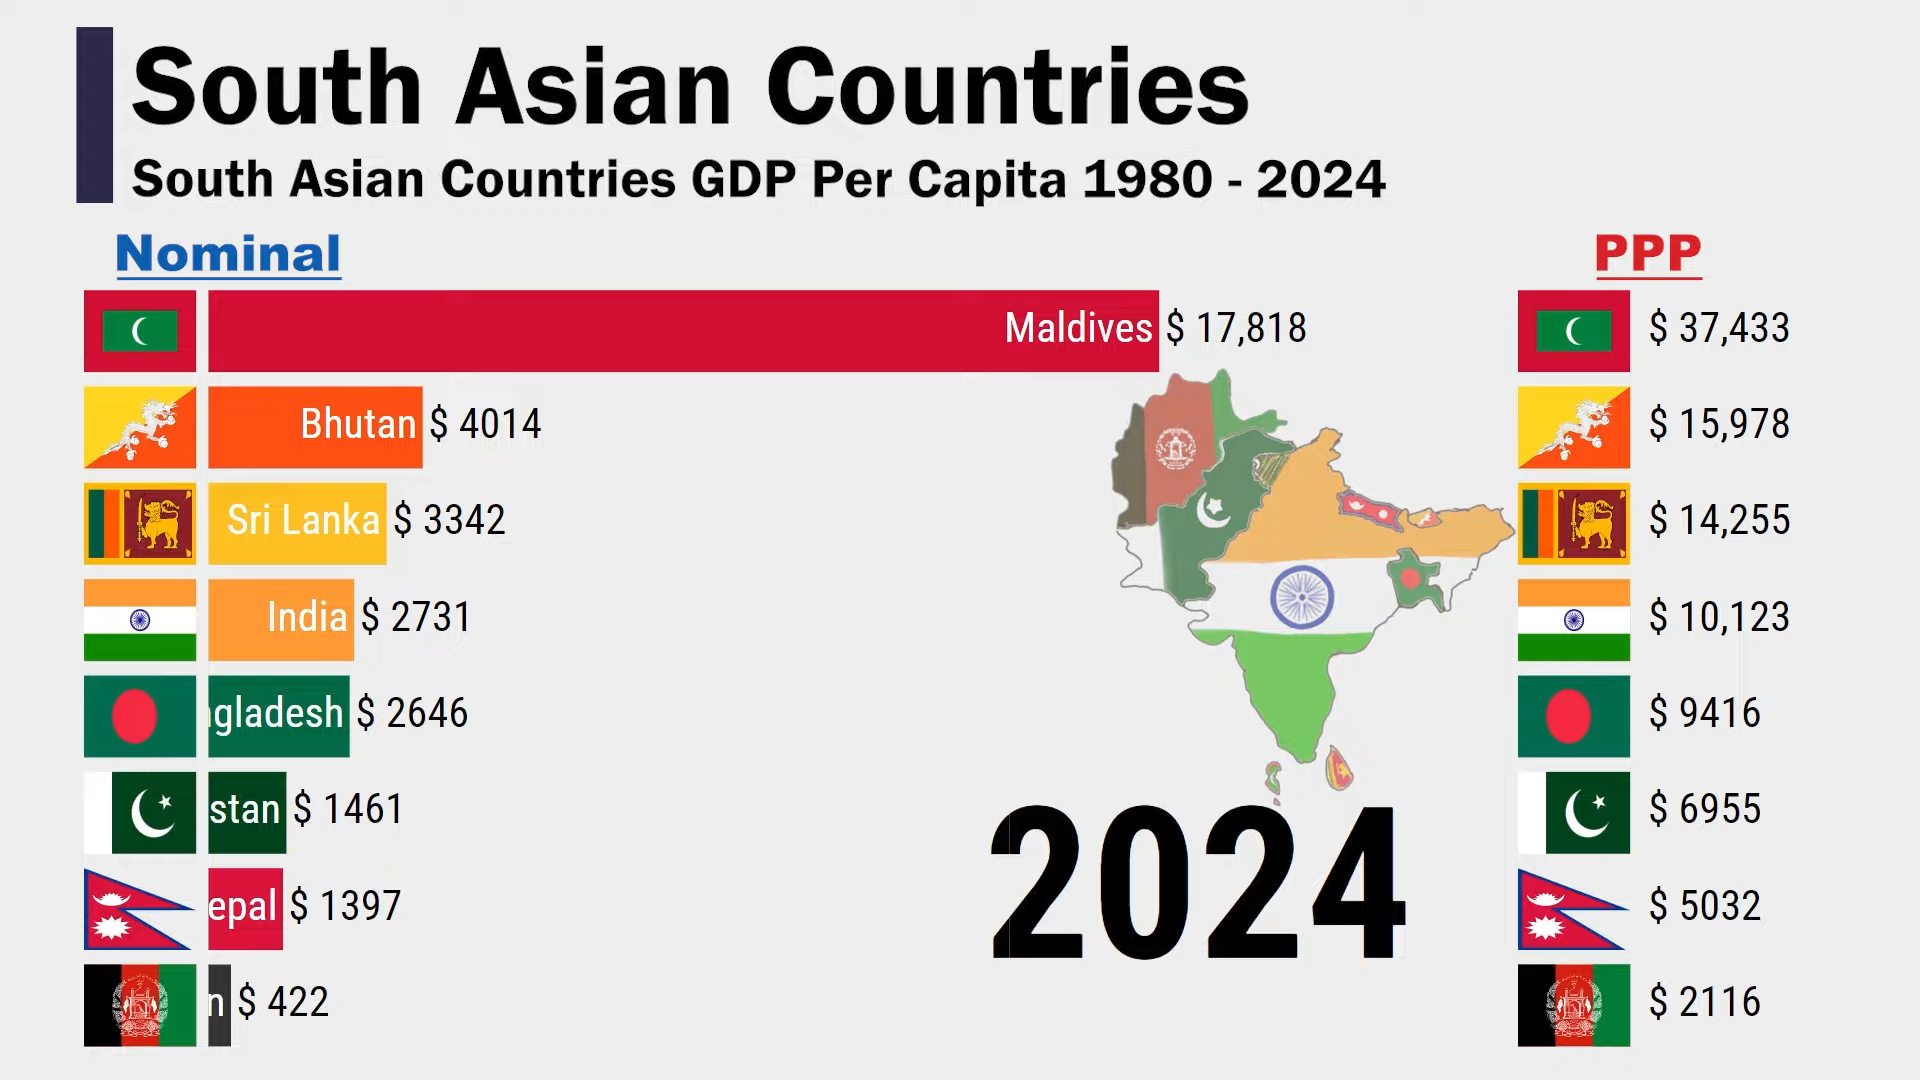 South Asian Countries
South Asian Countries GDP Per Capita 1980 - 2024
Nominal
PPP
Maldives $ 17,818
$ 37,433
Bhutan $ 4014
$ 15,978
Sri Lanka $ 3342
$ 14,255
India $ 2731
$ 10,123
gladesh $ 2646
$ 9416
stan $ 1461
$ 6955
epal $ 1397
$ 5032
n $ 422
$ 2116
2024